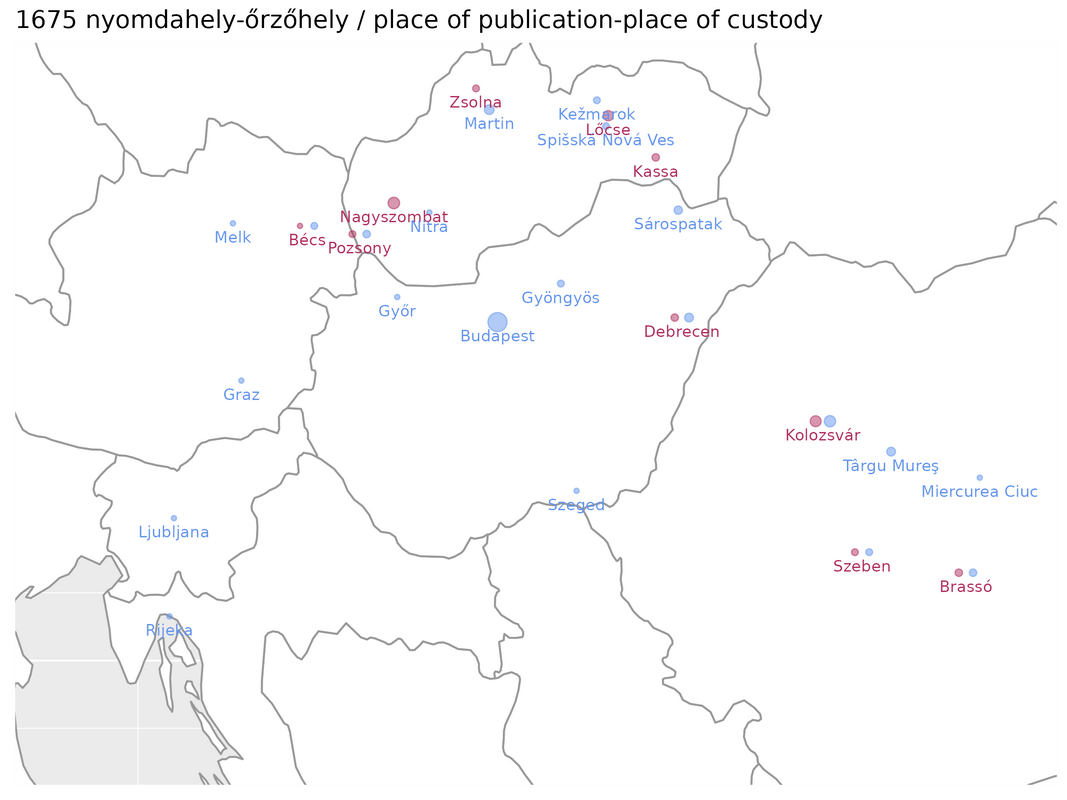 1675 nyomdahely-őrzőhely / place of publication-place of custody
Zsolna
Martin
Kežmarok
Lőcse
Spišská Nová Ves
Kassa
Nagyszombat
Nitra
Sárospatak
Melk
Bécs
Pozsony
Győr
Gyöngyös
Budapest
Debrecen
Graz
Kolozsvár
Târgu Mureş
Miercurea Ciuc
Szeged
Ljubljana
Szeben
Brassó
Rijeka